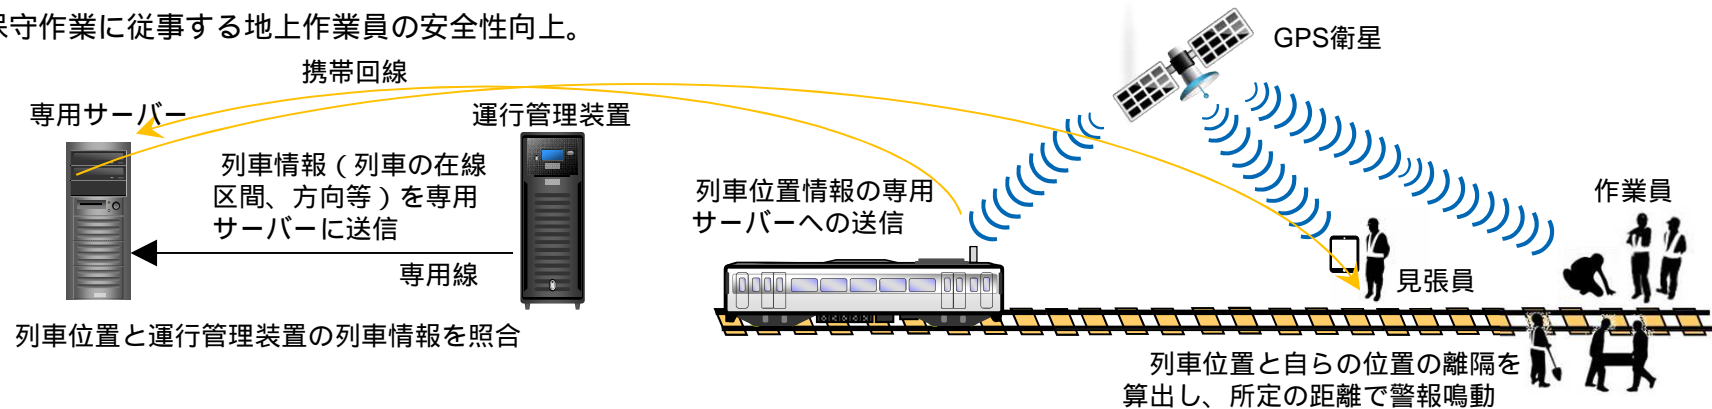 保守作業に従事する地上作業員の安全性向上。
GPS衛星
携帯回線
専用サーバー
運行管理装置
列車情報（列車の在線
区間、方向等）を専用
サーバーに送信
専用線
列車位置情報の専用
サーバーへの送信
作業員
見張員
列車位置と運行管理装置の列車情報を照合
列車位置と自らの位置の離隔を
算出し、所定の距離で警報鳴動